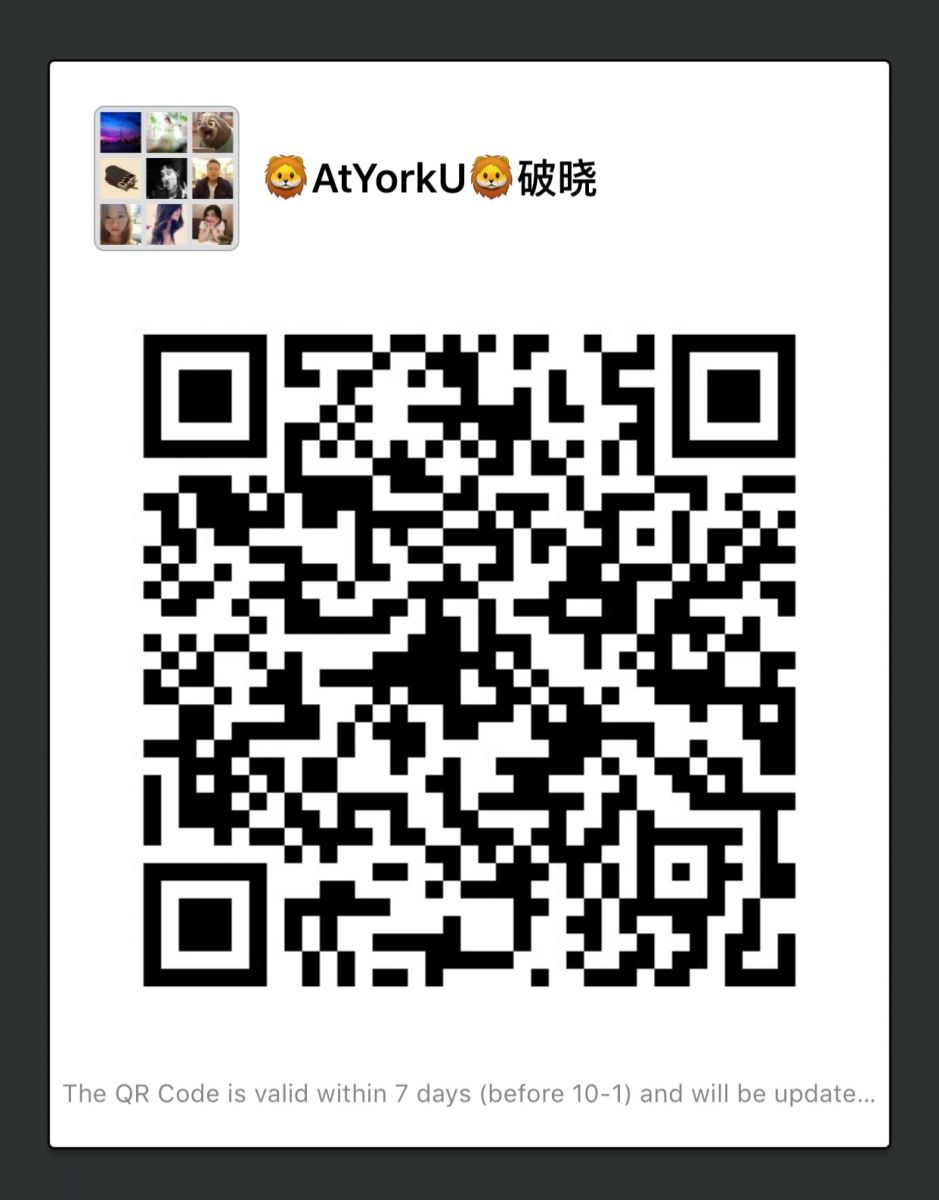 🦁AtYorkU🦁破晓
The QR Code is valid within 7 days (before 10-1) and will be update...